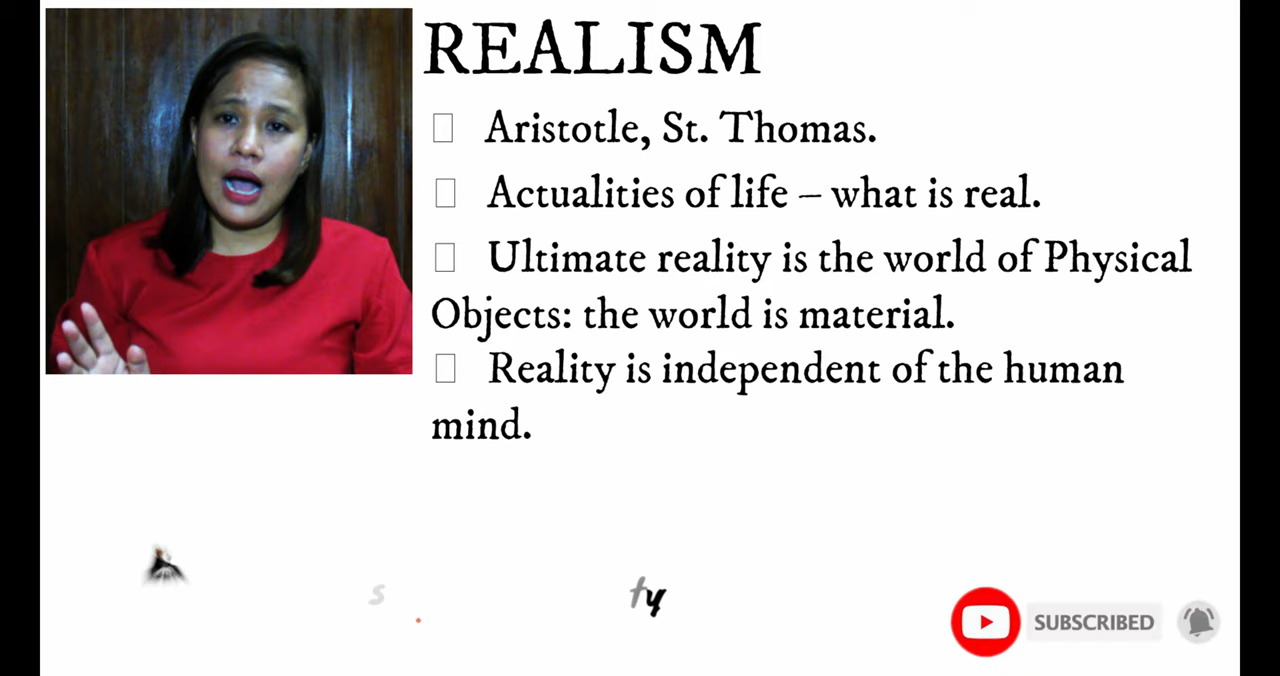 REALISM
Aristotle, St. Thomas.
Actualities of life – what is real.
Ultimate reality is the world of Physical
Objects: the world is material.
Reality is independent of the human
mind.
s ty
SUBSCRIBED